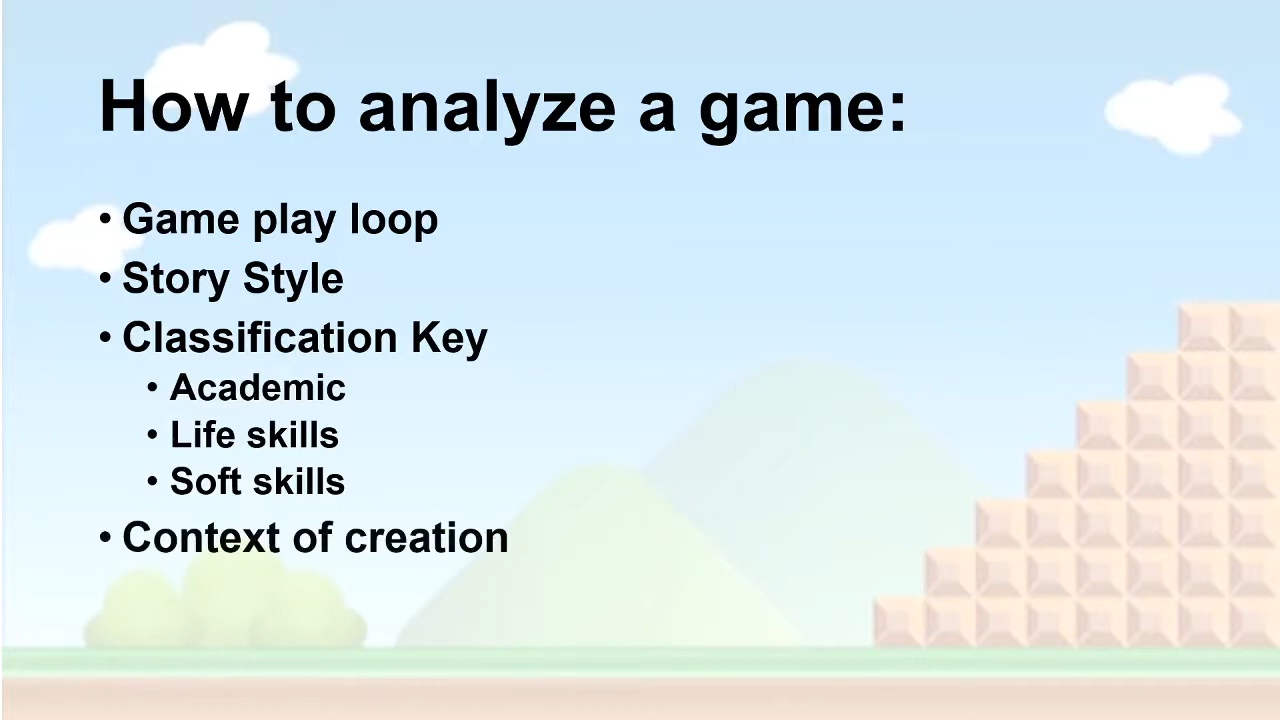 How to analyze a game:
• Game play loop
• Story Style
• Classification Key
• Academic
• Life skills
• Soft skills
• Context of creation